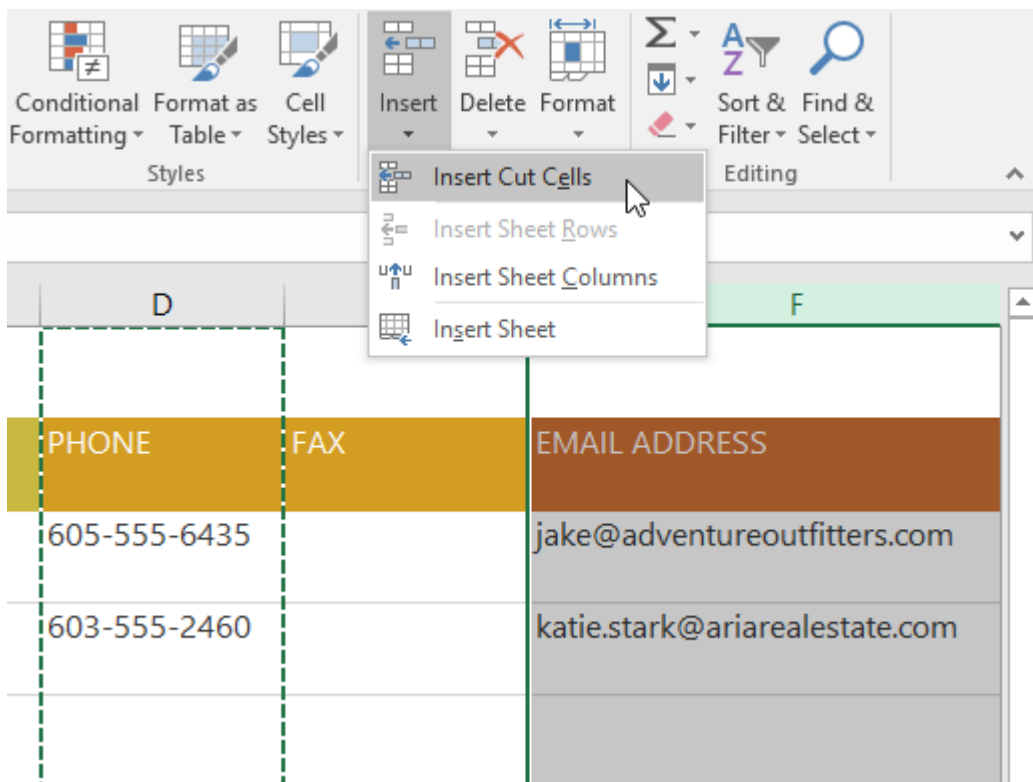 Conditional Formatting
Format as Table
Cell Styles
Insert
Delete
Format
Σ
AZ
Sort & Filter
Find & Select
Styles
Editing
Insert Cut Cells
Insert Sheet Rows
Insert Sheet Columns
Insert Sheet
D
F
PHONE
FAX
EMAIL ADDRESS
605-555-6435
jake@adventureoutfitters.com
603-555-2460
katie.stark@ariarealestate.com